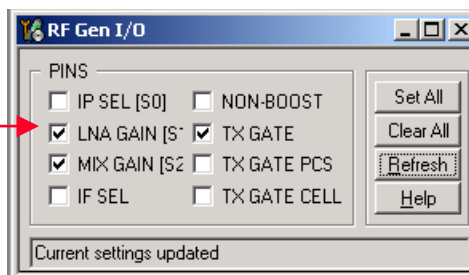 RF Gen I/O
PINS
IP SEL [S0] NON-BOOST
LNA GAIN [S1 TX GATE
MIX GAIN [S2 TX GATE PCS
IF SEL TX GATE CELL
Set All
Clear All
Refresh
Help
Current settings updated